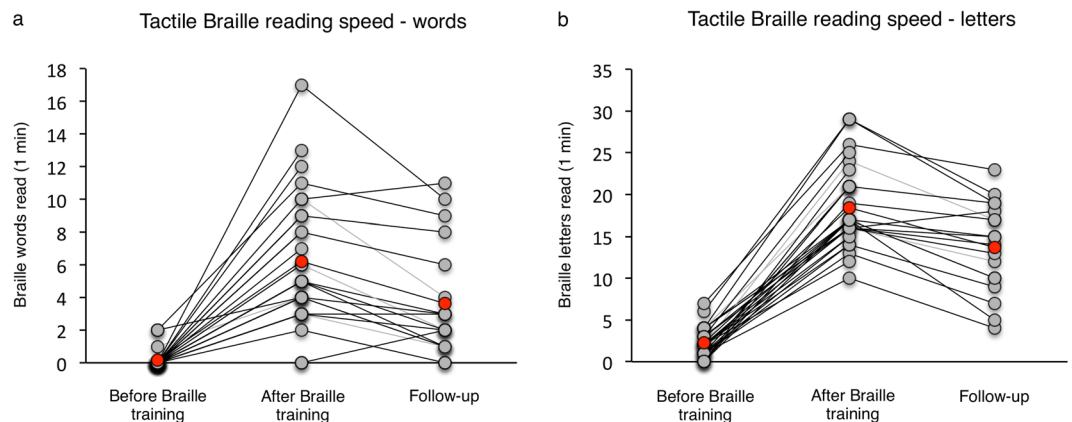 a
Tactile Braille reading speed - words
Braille words read (1 min)
18
16
14
12
10
8
6
4
2
0
Before Braille
training
After Braille
training
Follow-up
b
Tactile Braille reading speed - letters
Braille letters read (1 min)
35
30
25
20
15
10
5
0
Before Braille
training
After Braille
training
Follow-up